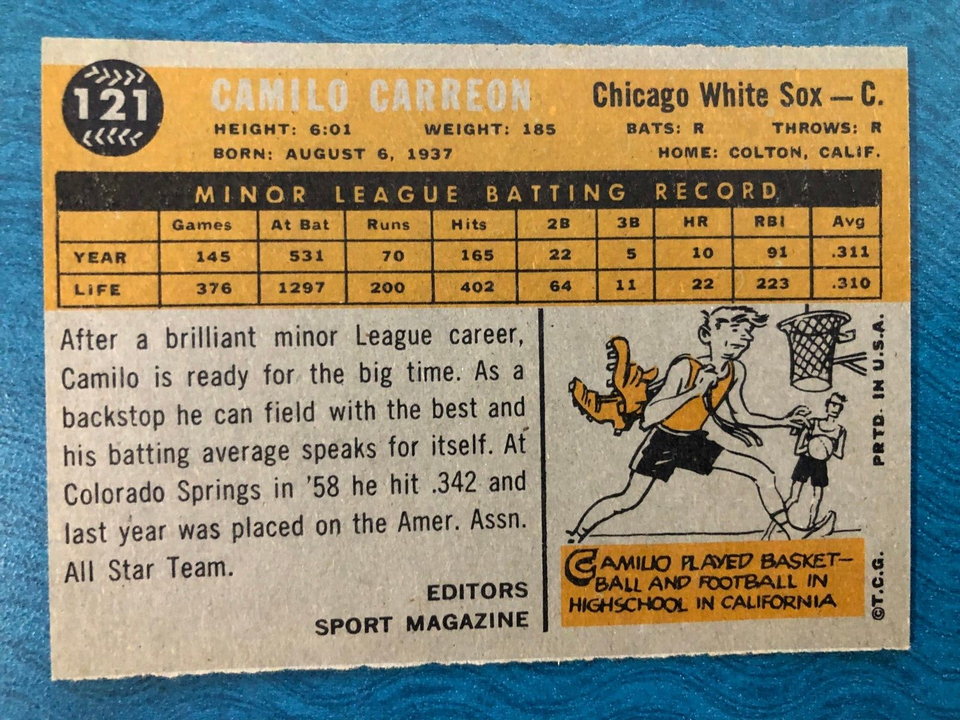 121
CAMILO CARREON Chicago White Sox — C.
HEIGHT: 6:01 WEIGHT: 185 BATS: R THROWS: R
BORN: AUGUST 6, 1937 HOME: COLTON, CALIF.
MINOR LEAGUE BATTING RECORD
Games At Bat Runs Hits 2B 3B HR RBI Avg
YEAR 145 531 70 165 22 5 10 91 .311
LIFE 376 1297 200 402 64 11 22 223 .310
After a brilliant minor League career,
Camilo is ready for the big time. As a
backstop he can field with the best and
his batting average speaks for itself. At
Colorado Springs in '58 he hit .342 and
last year was placed on the Amer. Assn.
All Star Team.
EDITORS
SPORT MAGAZINE
CAMILIO PLAYED BASKET-
BALL AND FOOTBALL IN
HIGHSCHOOL IN CALIFORNIA
©T.C.G. PRTD. IN U.S.A.